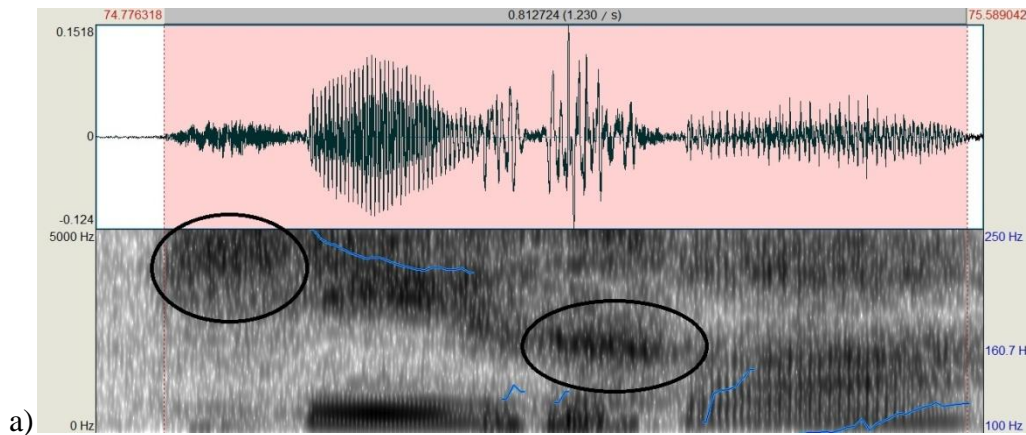 74.776318 0.812724 (1.230 / s) 75.589042
0.1518
0
-0.124
5000 Hz 250 Hz
160.7 H
a) 0 Hz 100 Hz